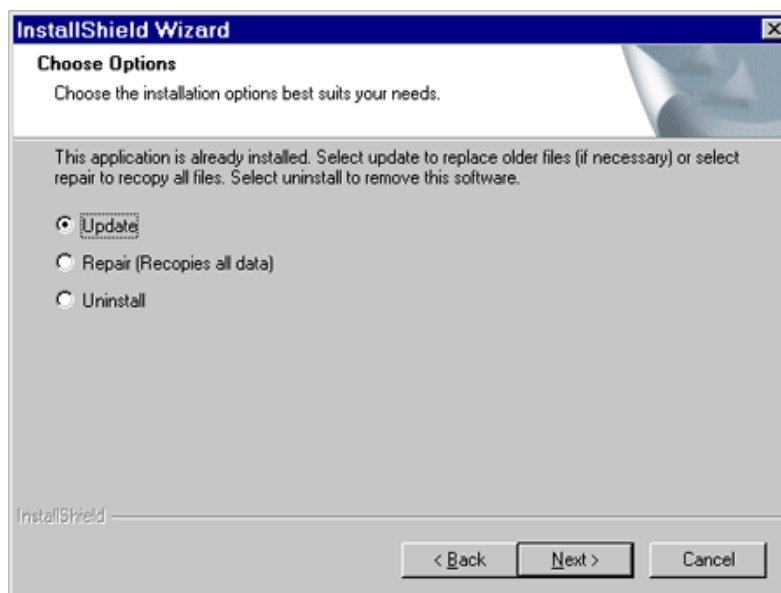 InstallShield Wizard
Choose Options
Choose the installation options best suits your needs.
This application is already installed. Select update to replace older files (if necessary) or select
repair to recopy all files. Select uninstall to remove this software.
Update
Repair (Recopies all data)
Uninstall
InstallShield
< Back
Next >
Cancel